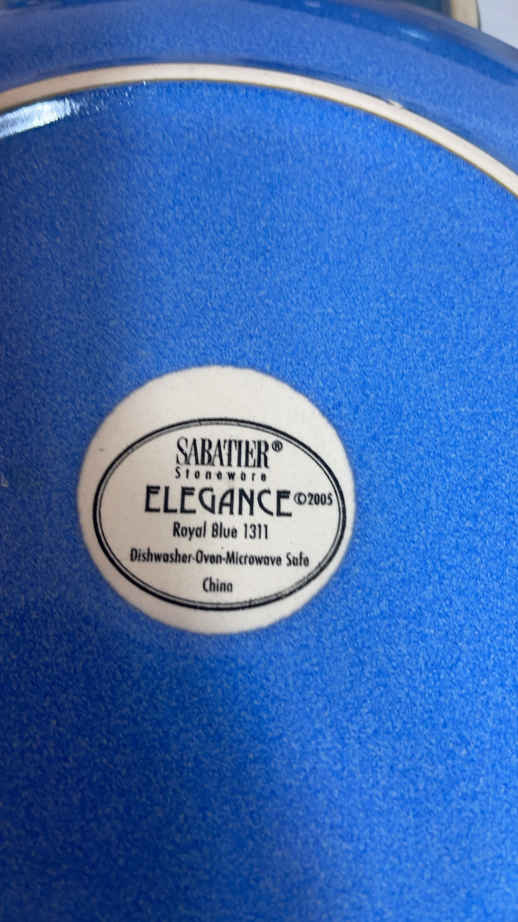 SABATIER®
Stoneware
ELEGANCE ©2005
Royal Blue 1311
Dishwasher-Oven-Microwave Safe
China